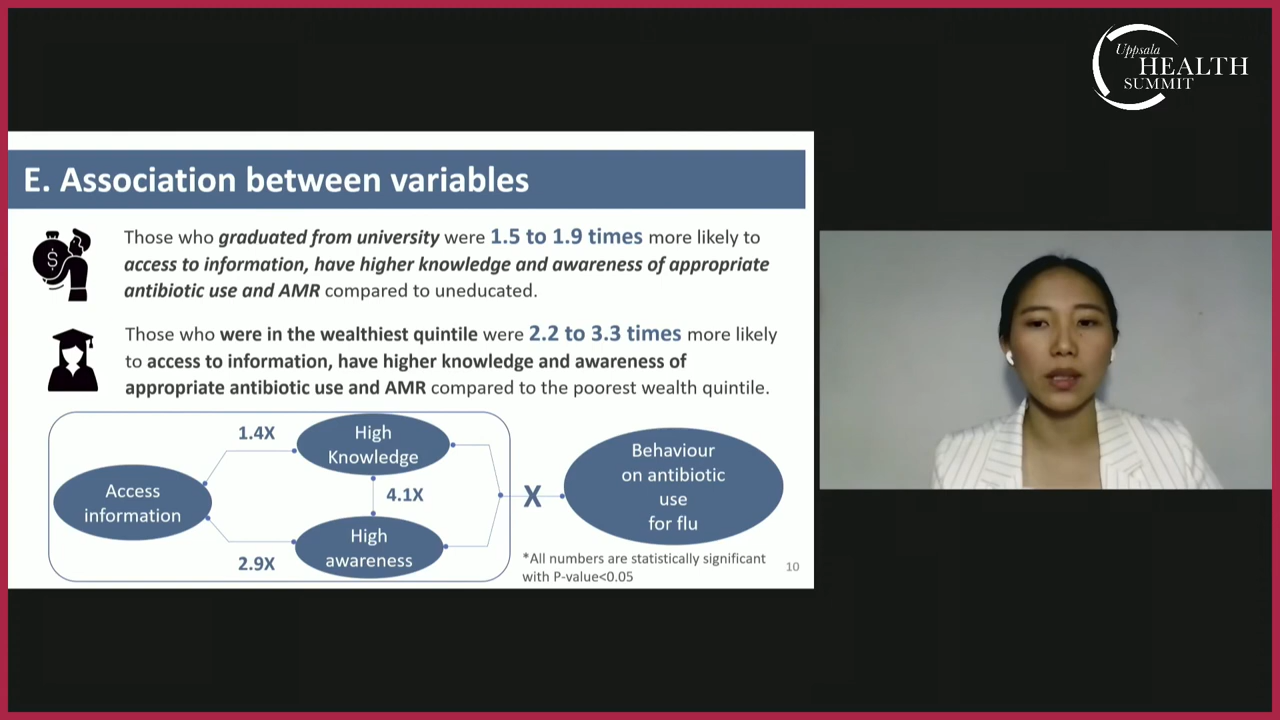 Uppsala
HEALTH
SUMMIT
E. Association between variables
Those who graduated from university were 1.5 to 1.9 times more likely to
access to information, have higher knowledge and awareness of appropriate
antibiotic use and AMR compared to uneducated.
$
Those who were in the wealthiest quintile were 2.2 to 3.3 times more likely
to access to information, have higher knowledge and awareness of
appropriate antibiotic use and AMR compared to the poorest wealth quintile.
1.4X
High
Knowledge
Access
information
4.1X
2.9X
High
awareness
X
Behaviour
on antibiotic
use
for flu
*All numbers are statistically significant
with P-value<0.05
10